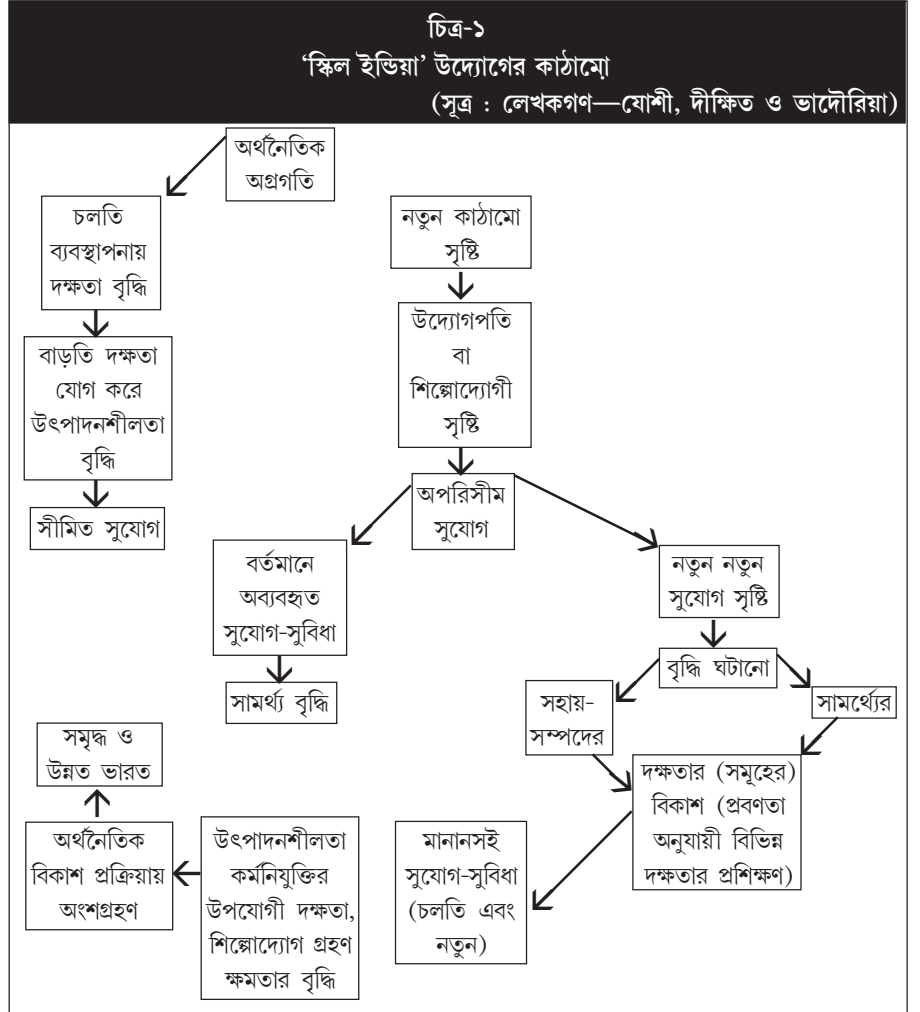 চিত্র-১
‘স্কিল ইন্ডিয়া’ উদ্যোগের কাঠামো
(সূত্র : লেখকগণ—যোশী, দীক্ষিত ও ভাদৌরিয়া)
অর্থনৈতিক
অগ্রগতি
চলতি
ব্যবস্থাপনায়
দক্ষতা বৃদ্ধি
বাড়তি দক্ষতা
যোগ করে
উৎপাদনশীলতা
বৃদ্ধি
সীমিত সুযোগ
নতুন কাঠামো
সৃষ্টি
উদ্যোগপতি
বা
শিল্পোদ্যোগী
সৃষ্টি
অপরিসীম
সুযোগ
বর্তমানে
অব্যবহৃত
সুযোগ-সুবিধা
সামর্থ্য বৃদ্ধি
নতুন নতুন
সুযোগ সৃষ্টি
বৃদ্ধি ঘটানো
সহায়-
সম্পদের
সামর্থ্যের
দক্ষতার (সমূহের)
বিকাশ (প্রবণতা
অনুযায়ী বিভিন্ন
দক্ষতার প্রশিক্ষণ)
মানানসই
সুযোগ-সুবিধা
(চলতি এবং
নতুন)
উৎপাদনশীলতা
কর্মনিযুক্তির
উপযোগী দক্ষতা,
শিল্পোদ্যোগ গ্রহণ
ক্ষমতার বৃদ্ধি
অর্থনৈতিক
বিকাশ প্রক্রিয়ায়
অংশগ্রহণ
সমৃদ্ধ ও
উন্নত ভারত